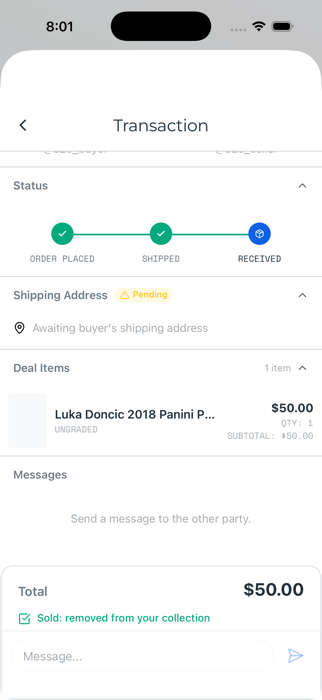 8:01
Transaction
Status
ORDER PLACED
SHIPPED
RECEIVED
Shipping Address
Pending
Awaiting buyer's shipping address
Deal Items
1 item
Luka Doncic 2018 Panini P...
$50.00
UNGRADED
QTY: 1
SUBTOTAL: $50.00
Messages
Send a message to the other party.
Total
$50.00
Sold: removed from your collection
Message...